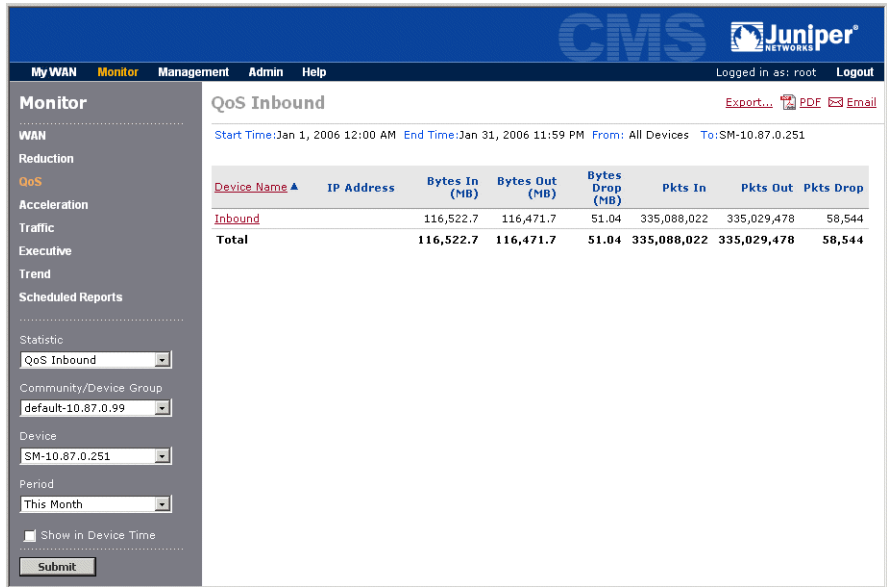 CMS
Juniper®
NETWORKS
My WAN Monitor Management Admin Help Logged in as: root Logout
Monitor
WAN
Reduction
QoS
Acceleration
Traffic
Executive
Trend
Scheduled Reports
Statistic
QoS Inbound
Community/Device Group
default-10.87.0.99
Device
SM-10.87.0.251
Period
This Month
Show in Device Time
Submit
QoS Inbound
Export... PDF Email
Start Time:Jan 1, 2006 12:00 AM End Time:Jan 31, 2006 11:59 PM From: All Devices To:SM-10.87.0.251
Device Name IP Address Bytes In (MB) Bytes Out (MB) Bytes Drop (MB) Pkts In Pkts Out Pkts Drop
Inbound 116,522.7 116,471.7 51.04 335,088,022 335,029,478 58,544
Total 116,522.7 116,471.7 51.04 335,088,022 335,029,478 58,544